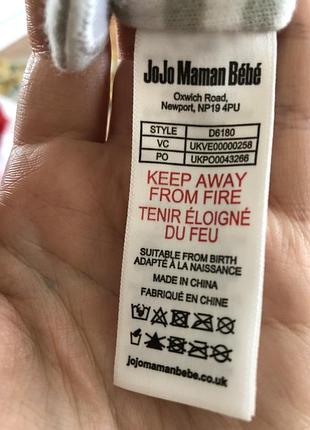 JoJo Maman Bébé
Oxwich Road,
Newport, NP19 4PU
STYLE D6180
VC UKVE00000258
PO UKPO0043266
KEEP AWAY
FROM FIRE
TENIR ÉLOIGNÉ
DU FEU
SUITABLE FROM BIRTH
ADAPTÉ À LA NAISSANCE
MADE IN CHINA
FABRIQUÉ EN CHINE
jojomamanbebe.co.uk